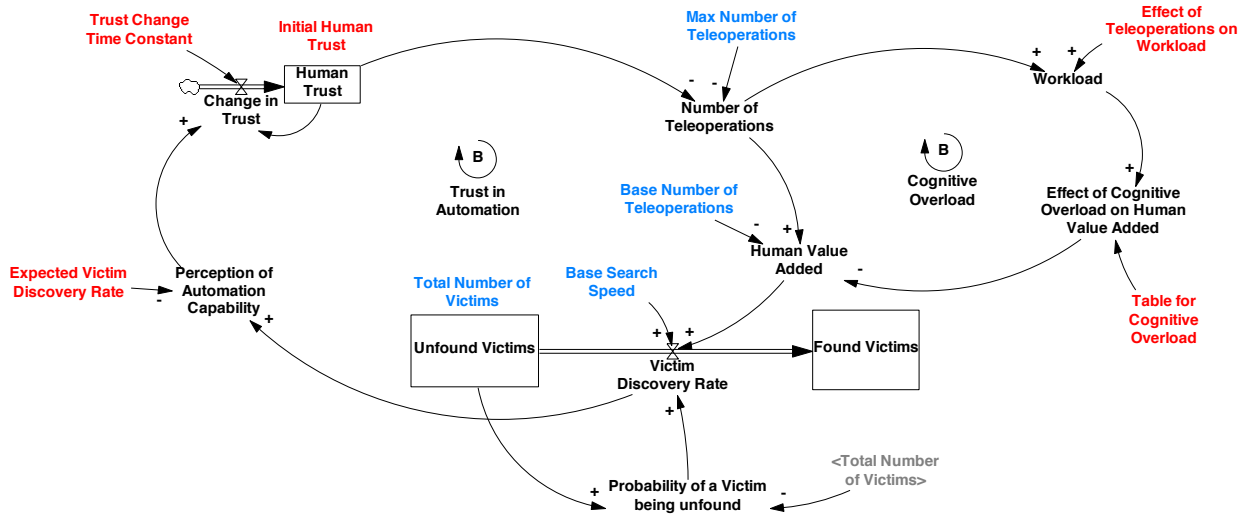 Trust Change
Time Constant
Initial Human
Trust
Human
Trust
Change in
Trust
+
Max Number of
Teleoperations
-
-
Number of
Teleoperations
Effect of
Teleoperations on
Workload
+
+
Workload
B
Trust in
Automation
B
Cognitive
Overload
+
Effect of Cognitive
Overload on Human
Value Added
Base Number of
Teleoperations
-
+
Human Value
Added
-
Expected Victim
Discovery Rate
-
Perception of
Automation
Capability
+
Total Number of
Victims
Base Search
Speed
Table for
Cognitive
Overload
+
+
Unfound Victims
Found Victims
Victim
Discovery Rate
+
<Total Number
of Victims>
+
Probability of a Victim
being unfound
-